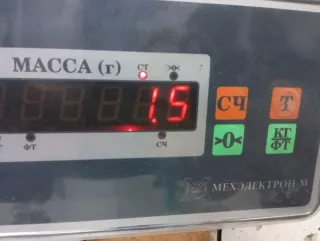 МАССА (г) СТ
1.5
СЧ Т
>0< КГ
ФТ
ФТ СЧ
МЕХЭЛЕКТРОН-М